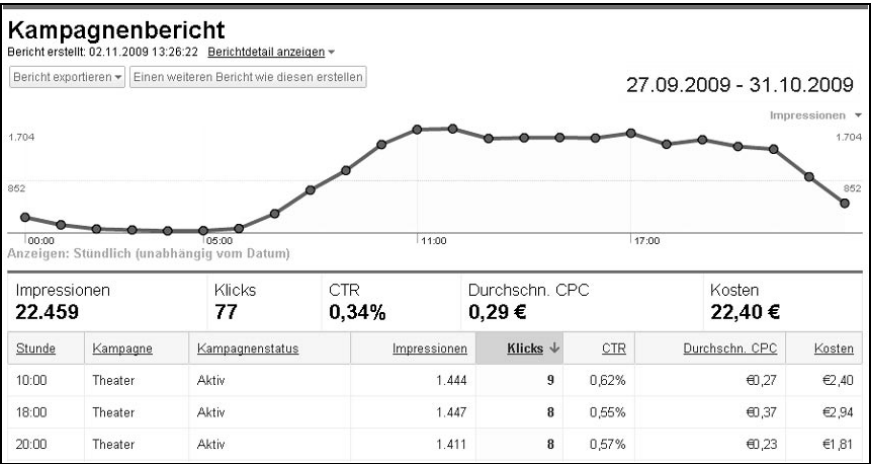 Kampagnenbericht
Bericht erstellt: 02.11.2009 13:26:22 Berichtdetail anzeigen
Bericht exportieren Einen weiteren Bericht wie diesen erstellen
27.09.2009 - 31.10.2009
Impressionen
1.704 1.704
852 852
00:00 05:00 11:00 17:00
Anzeigen: Stündlich (unabhängig vom Datum)
Impressionen Klicks CTR Durchschn. CPC Kosten
22.459 77 0,34% 0,29 € 22,40 €
Stunde Kampagne Kampagnenstatus Impressionen Klicks ↓ CTR Durchschn. CPC Kosten
10:00 Theater Aktiv 1.444 9 0,62% €0,27 €2,40
18:00 Theater Aktiv 1.447 8 0,55% €0,37 €2,94
20:00 Theater Aktiv 1.411 8 0,57% €0,23 €1,81